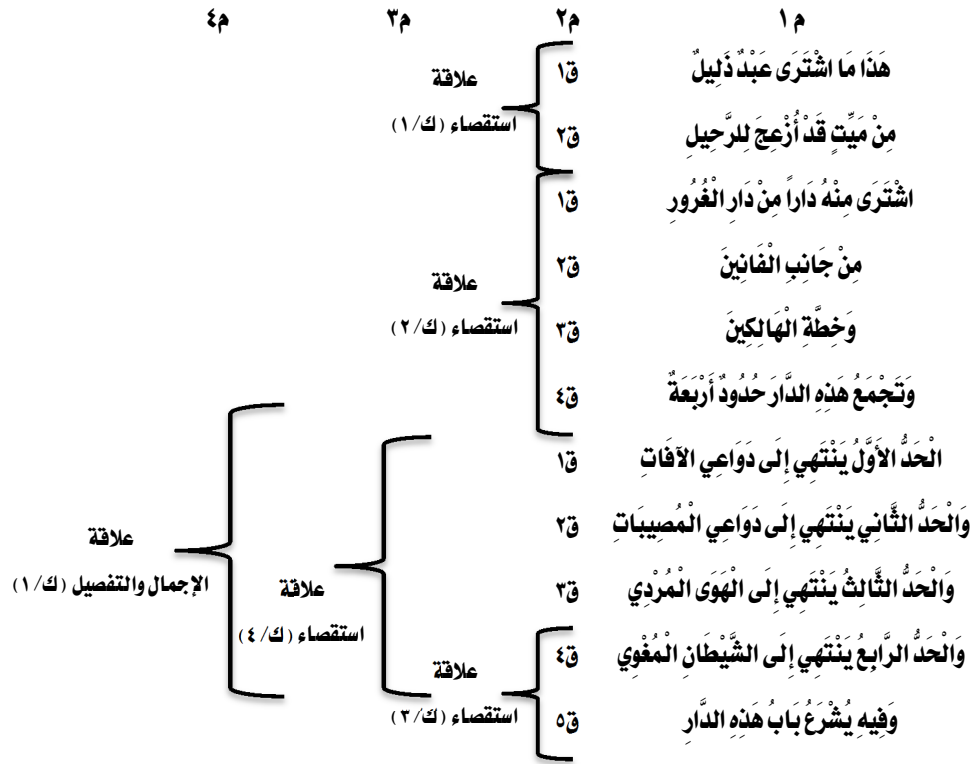 م١ م٢ م٣ م٤
هَذَا مَا اشْتَرَى عَبْدٌ ذَلِيلٌ ق١
علاقة
استقصاء (ك/١)
مِنْ مَيِّتٍ قَدْ أُزْعِجَ لِلرَّحِيلِ ق٢
اشْتَرَى مِنْهُ دَاراً مِنْ دَارِ الْغُرُورِ ق١
مِنْ جَانِبِ الْفَانِينَ ق٢
علاقة
استقصاء (ك/٢)
وَخِطَّةِ الْهَالِكِينَ ق٣
وَتَجْمَعُ هَذِهِ الدَّارَ حُدُودٌ أَرْبَعَةٌ ق٤
الْحَدُّ الأَوَّلُ يَنْتَهِي إِلَى دَوَاعِي الآفَاتِ ق١
وَالْحَدُّ الثَّانِي يَنْتَهِي إِلَى دَوَاعِي الْمُصِيبَاتِ ق٢
علاقة
الإجمال والتفصيل (ك/١)
وَالْحَدُّ الثَّالِثُ يَنْتَهِي إِلَى الْهَوَى الْمُرْدِي ق٣
علاقة
استقصاء (ك/٤)
وَالْحَدُّ الرَّابِعُ يَنْتَهِي إِلَى الشَّيْطَانِ الْمُغْوِي ق٤
علاقة
استقصاء (ك/٣)
وَفِيهِ يُشْرَعُ بَابُ هَذِهِ الدَّارِ ق٥